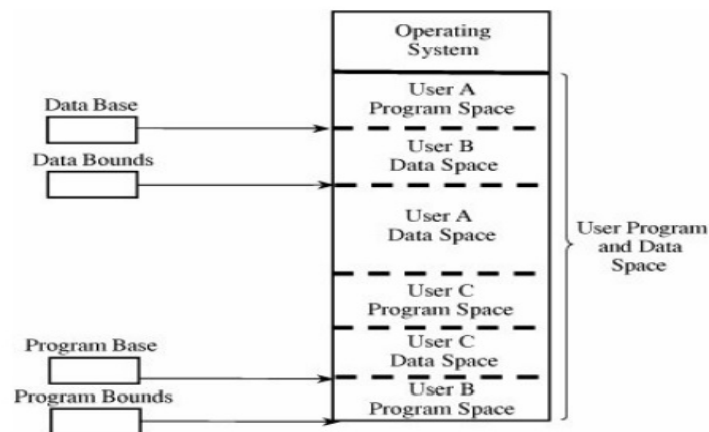 Operating
System
User A
Program Space
Data Base
User B
Data Space
Data Bounds
User A
Data Space
User Program
and Data
Space
User C
Program Space
User C
Data Space
Program Base
User B
Program Space
Program Bounds